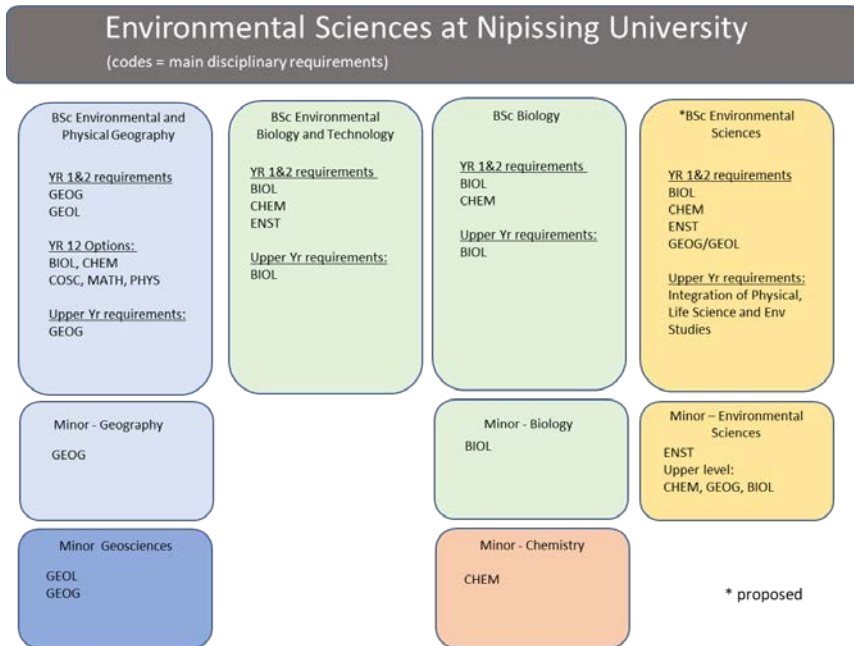 Environmental Sciences at Nipissing University
(codes = main disciplinary requirements)
BSc Environmental and
Physical Geography
YR 1&2 requirements
GEOG
GEOL
YR 12 Options:
BIOL, CHEM
COSC, MATH, PHYS
Upper Yr requirements:
GEOG
BSc Environmental
Biology and Technology
YR 1&2 requirements
BIOL
CHEM
ENST
Upper Yr requirements:
BIOL
BSc Biology
YR 1&2 requirements
BIOL
CHEM
Upper Yr requirements:
BIOL
*BSc Environmental
Sciences
YR 1&2 requirements
BIOL
CHEM
ENST
GEOG/GEOL
Upper Yr requirements:
Integration of Physical,
Life Science and Env
Studies
Minor - Geography
GEOG
Minor - Biology
BIOL
Minor – Environmental
Sciences
ENST
Upper level:
CHEM, GEOG, BIOL
Minor Geosciences
GEOL
GEOG
Minor - Chemistry
CHEM
* proposed